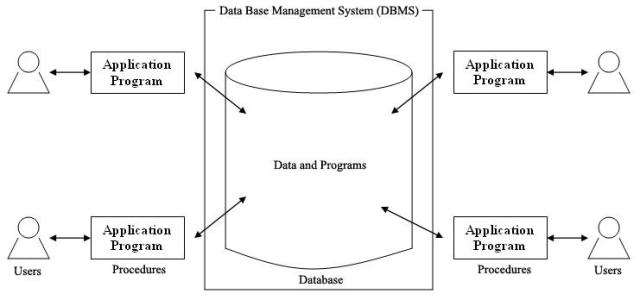 Data Base Management System (DBMS)
Application
Program
Application
Program
Data and Programs
Application
Program
Application
Program
Users
Procedures
Database
Procedures
Users